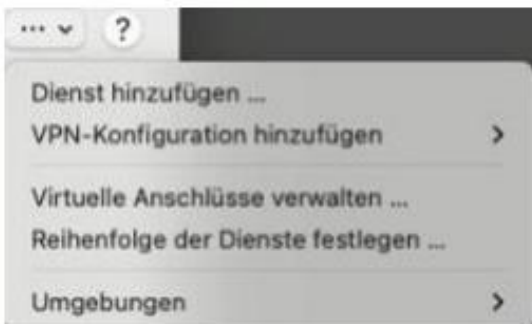 ... ?
Dienst hinzufügen ...
VPN-Konfiguration hinzufügen
Virtuelle Anschlüsse verwalten ...
Reihenfolge der Dienste festlegen ...
Umgebungen